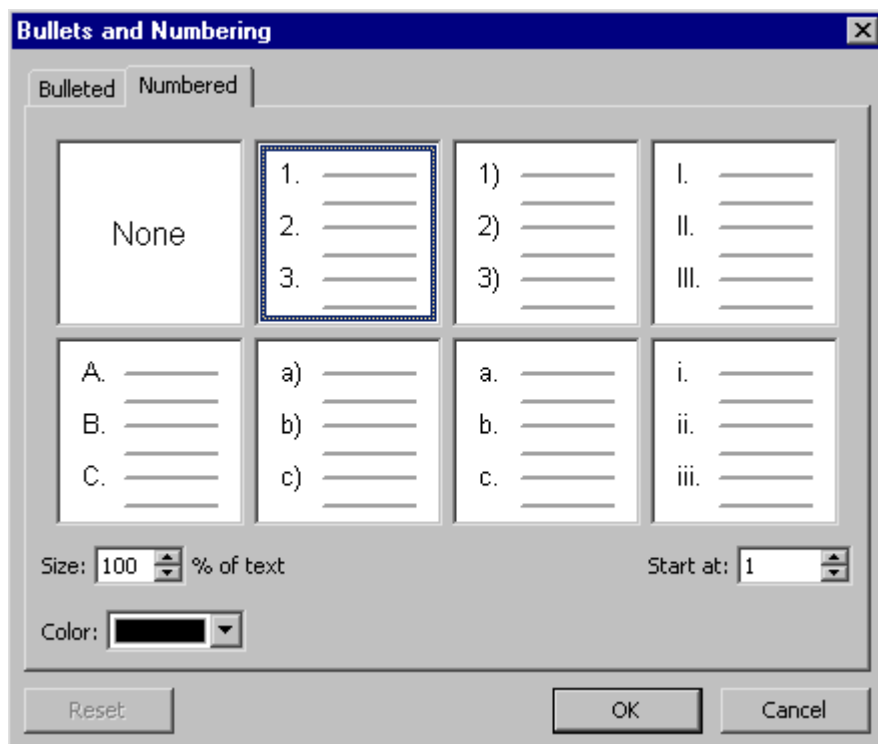 Bullets and Numbering
Bulleted
Numbered
None
1.
2.
3.
1)
2)
3)
I.
II.
III.
A.
B.
C.
a)
b)
c)
a.
b.
c.
i.
ii.
iii.
Size: 100 % of text
Start at: 1
Color:
Reset
OK
Cancel